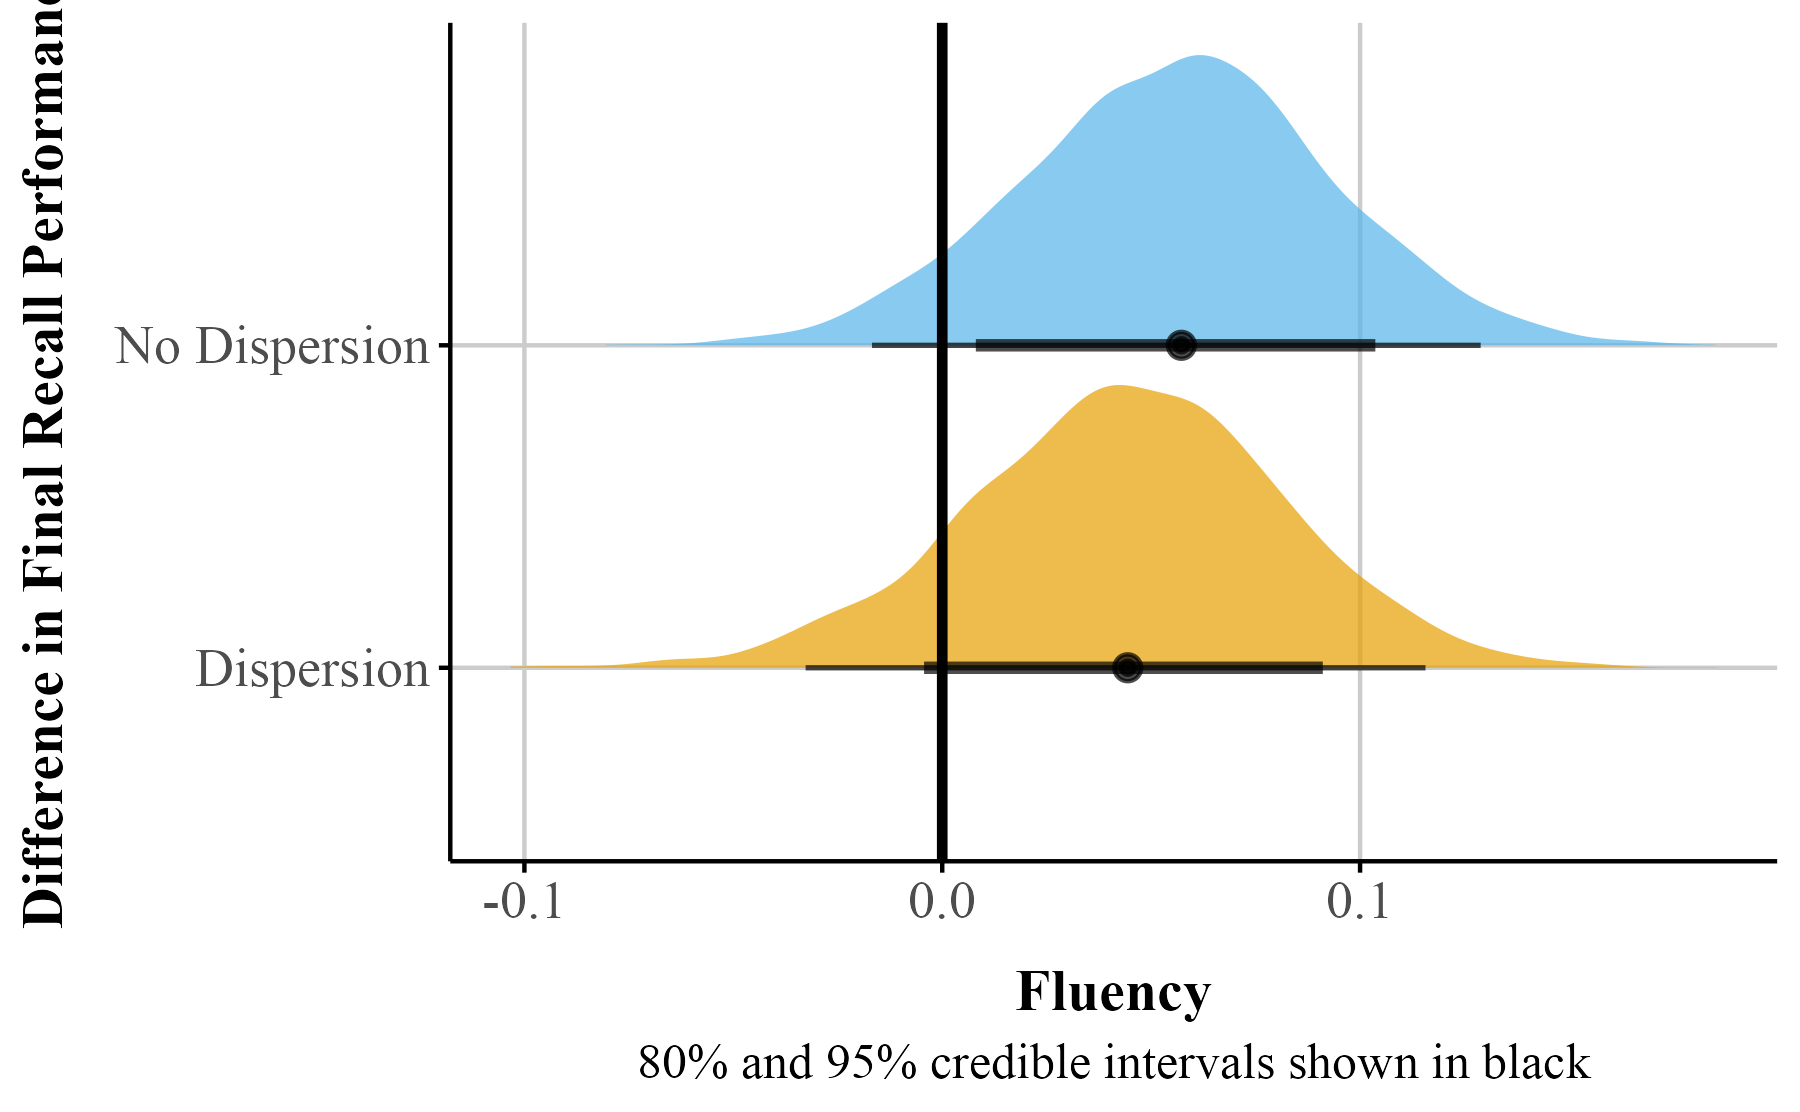 Difference in Final Recall
No Dispersion
Dispersion
-0.1
0.0
0.1
Fluency
80% and 95% credible intervals shown in black